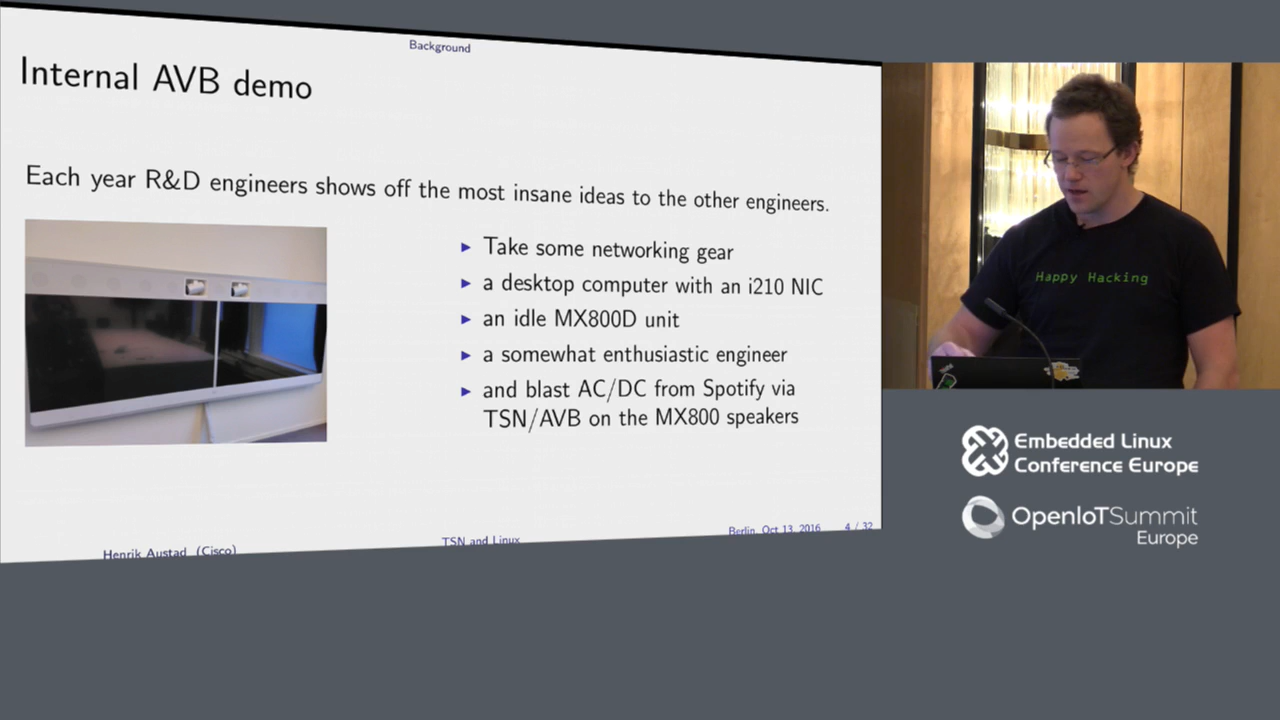 Background
Internal AVB demo
Each year R&D engineers shows off the most insane ideas to the other engineers.
▶ Take some networking gear
▶ a desktop computer with an i210 NIC
▶ an idle MX800D unit
▶ a somewhat enthusiastic engineer
▶ and blast AC/DC from Spotify via
TSN/AVB on the MX800 speakers
Henrik Austad (Cisco)
TSN and Linux
Berlin, Oct 13, 2016 4 / 32
Happy Hacking
Embedded Linux
Conference Europe
OpenIoTSummit
Europe